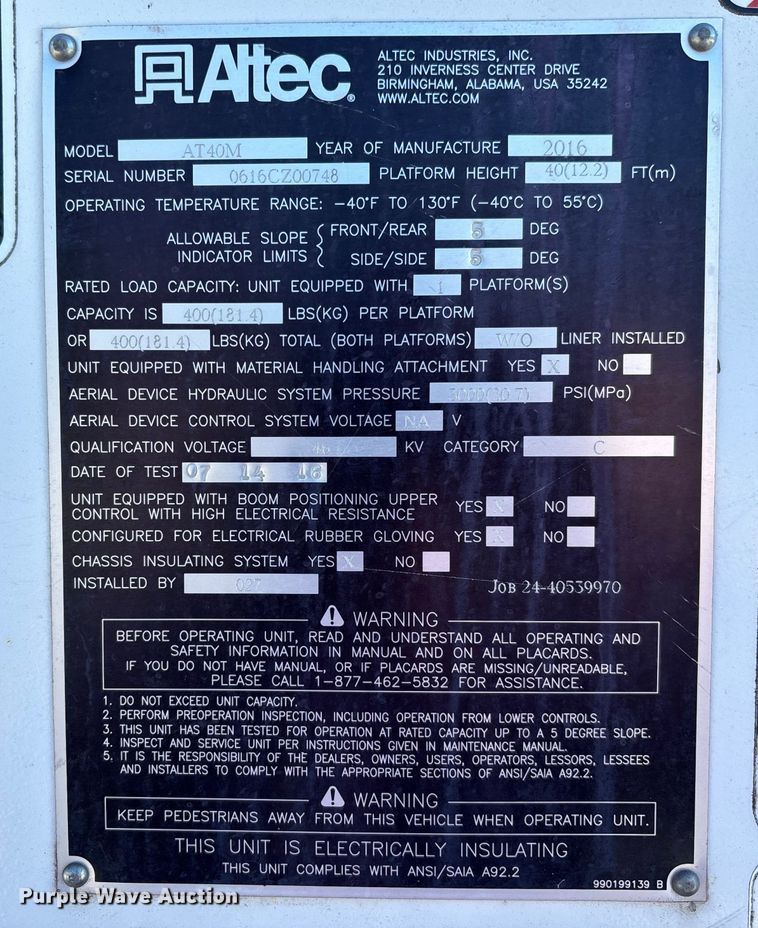 Altec
ALTEC INDUSTRIES, INC.
210 INVERNESS CENTER DRIVE
BIRMINGHAM, ALABAMA, USA 35242
WWW.ALTEC.COM
MODEL AT40M YEAR OF MANUFACTURE 2016
SERIAL NUMBER 0616CZ00748 PLATFORM HEIGHT 40(12.2) FT(m)
OPERATING TEMPERATURE RANGE: -40°F TO 130°F (-40°C TO 55°C)
ALLOWABLE SLOPE INDICATOR LIMITS { FRONT/REAR 5 DEG
SIDE/SIDE 5 DEG
RATED LOAD CAPACITY: UNIT EQUIPPED WITH 1 PLATFORM(S)
CAPACITY IS 400(181.4) LBS(KG) PER PLATFORM
OR 400(181.4) LBS(KG) TOTAL (BOTH PLATFORMS) W/O LINER INSTALLED
UNIT EQUIPPED WITH MATERIAL HANDLING ATTACHMENT YES X NO
AERIAL DEVICE HYDRAULIC SYSTEM PRESSURE 3000(20.7) PSI(MPa)
AERIAL DEVICE CONTROL SYSTEM VOLTAGE NA V
QUALIFICATION VOLTAGE KV CATEGORY C
DATE OF TEST 07 14 16
UNIT EQUIPPED WITH BOOM POSITIONING UPPER
CONTROL WITH HIGH ELECTRICAL RESISTANCE YES X NO
CONFIGURED FOR ELECTRICAL RUBBER GLOVING YES X NO
CHASSIS INSULATING SYSTEM YES X NO
INSTALLED BY 027 JOB 24-40539970
WARNING
BEFORE OPERATING UNIT, READ AND UNDERSTAND ALL OPERATING AND
SAFETY INFORMATION IN MANUAL AND ON ALL PLACARDS.
IF YOU DO NOT HAVE MANUAL, OR IF PLACARDS ARE MISSING/UNREADABLE,
PLEASE CALL 1-877-462-5832 FOR ASSISTANCE.
1. DO NOT EXCEED UNIT CAPACITY.
2. PERFORM PREOPERATION INSPECTION, INCLUDING OPERATION FROM LOWER CONTROLS.
3. THIS UNIT HAS BEEN TESTED FOR OPERATION AT RATED CAPACITY UP TO A 5 DEGREE SLOPE.
4. INSPECT AND SERVICE UNIT PER INSTRUCTIONS GIVEN IN MAINTENANCE MANUAL.
5. IT IS THE RESPONSIBILITY OF THE DEALERS, OWNERS, USERS, OPERATORS, LESSORS, LESSEES
AND INSTALLERS TO COMPLY WITH THE APPROPRIATE SECTIONS OF ANSI/SAIA A92.2.
WARNING
KEEP PEDESTRIANS AWAY FROM THIS VEHICLE WHEN OPERATING UNIT.
THIS UNIT IS ELECTRICALLY INSULATING
THIS UNIT COMPLIES WITH ANSI/SAIA A92.2
990199139 B
Purple Wave Auction